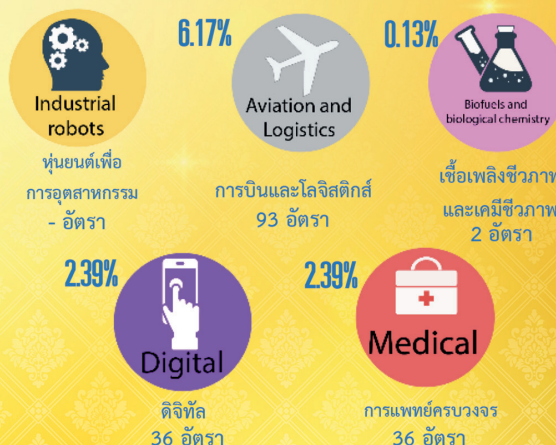 6.17%
0.13%
Industrial
robots
Aviation and
Logistics
Biofuels and
biological chemistry
หุ่นยนต์เพื่อ
การอุตสาหกรรม
- อัตรา
การบินและโลจิสติกส์
93 อัตรา
เชื้อเพลิงชีวภาพ
และเคมีชีวภาพ
2 อัตรา
2.39%
2.39%
Digital
Medical
ดิจิทัล
36 อัตรา
การแพทย์ครบวงจร
36 อัตรา